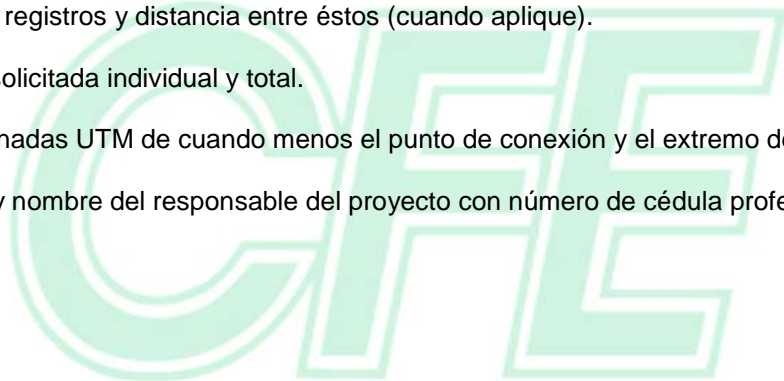 registros y distancia entre éstos (cuando aplique).
olicitada individual y total.
nadas UTM de cuando menos el punto de conexión y el extremo de
y nombre del responsable del proyecto con número de cédula profe
CFE